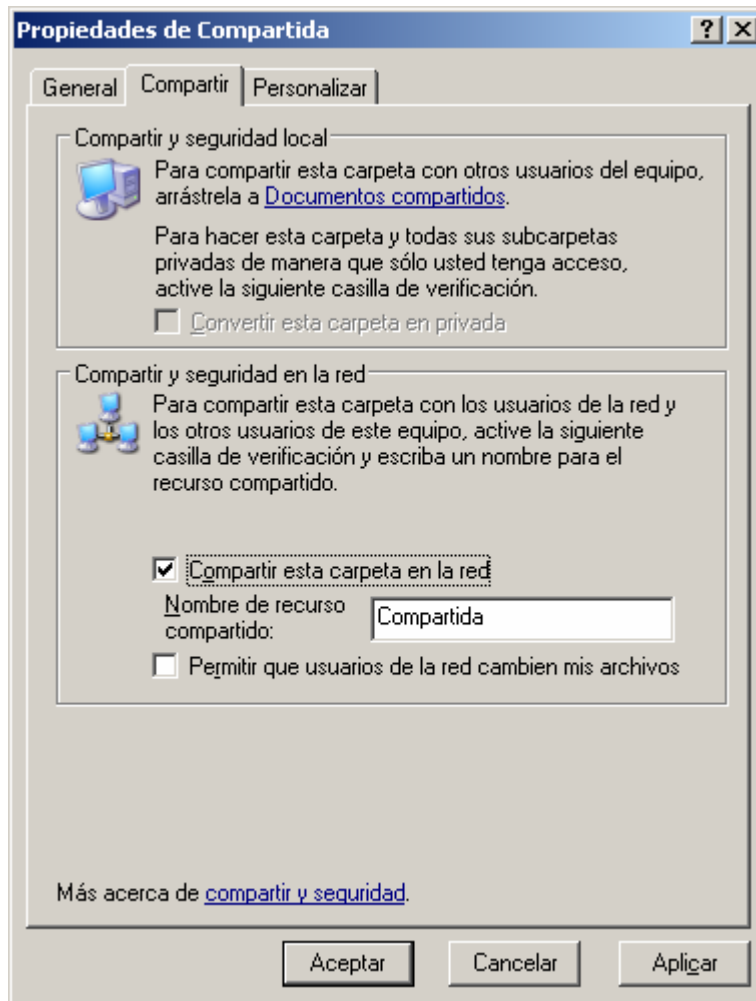 Propiedades de Compartida
General Compartir Personalizar
Compartir y seguridad local
Para compartir esta carpeta con otros usuarios del equipo,
arrástrela a Documentos compartidos.
Para hacer esta carpeta y todas sus subcarpetas
privadas de manera que sólo usted tenga acceso,
active la siguiente casilla de verificación.
Convertir esta carpeta en privada
Compartir y seguridad en la red
Para compartir esta carpeta con los usuarios de la red y
los otros usuarios de este equipo, active la siguiente
casilla de verificación y escriba un nombre para el
recurso compartido.
Compartir esta carpeta en la red
Nombre de recurso
compartido:
Compartida
Permitir que usuarios de la red cambien mis archivos
Más acerca de compartir y seguridad.
Aceptar Cancelar Aplicar